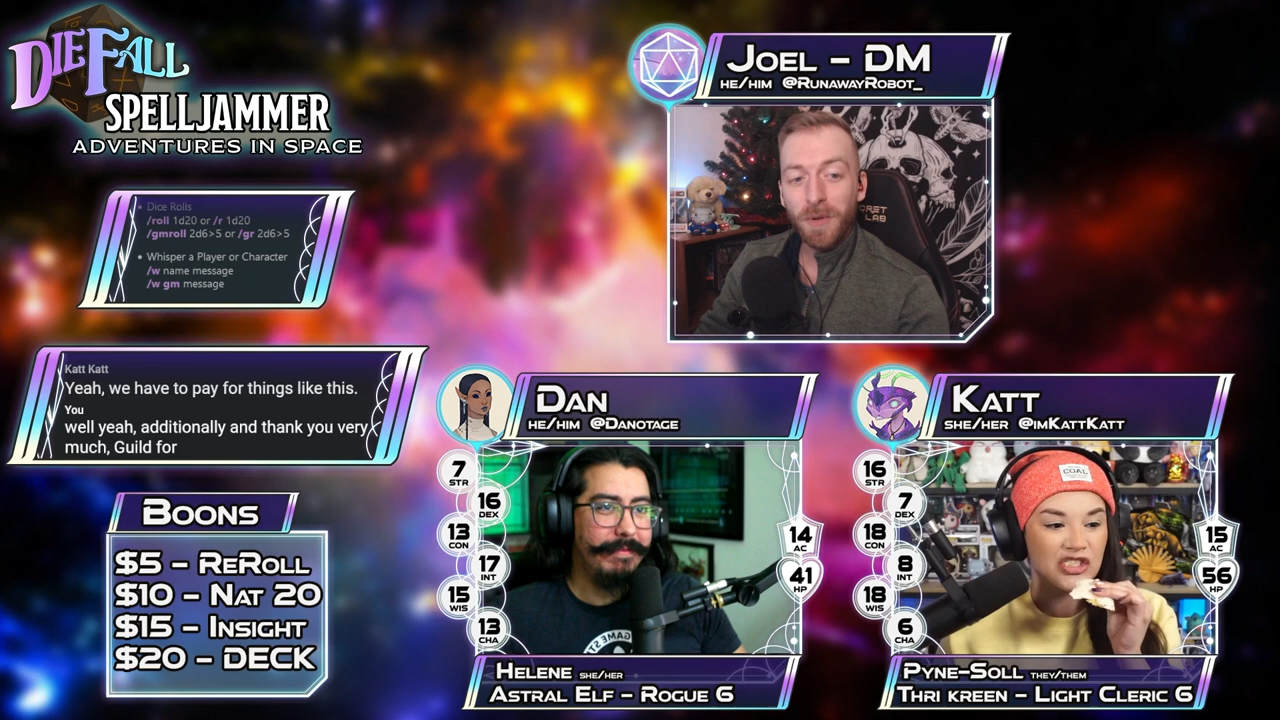 DIEFALL
SPELLJAMMER
ADVENTURES IN SPACE
Dice Rolls
/roll 1d20 or /r 1d20
/gmroll 2d6>5 or /gr 2d6>5
Whisper a Player or Character
/w name message
/w gm message
Katt Katt
Yeah, we have to pay for things like this.
You
well yeah, additionally and thank you very
much, Guild for
BOONS
$5 – REROLL
$10 – NAT 20
$15 – INSIGHT
$20 – DECK
JOEL – DM
HE/HIM @RUNAWAYROBOT_
DAN
HE/HIM @DANOTAGE
7
STR
16
DEX
13
CON
17
INT
15
WIS
13
CHA
14
AC
41
HP
HELENE SHE/HER
ASTRAL ELF – ROGUE 6
KATT
SHE/HER @IMKATTKATT
16
STR
7
DEX
18
CON
8
INT
18
WIS
6
CHA
15
AC
56
HP
COAL
PYNE-SOLL THEY/THEM
THRI KREEN – LIGHT CLERIC 6